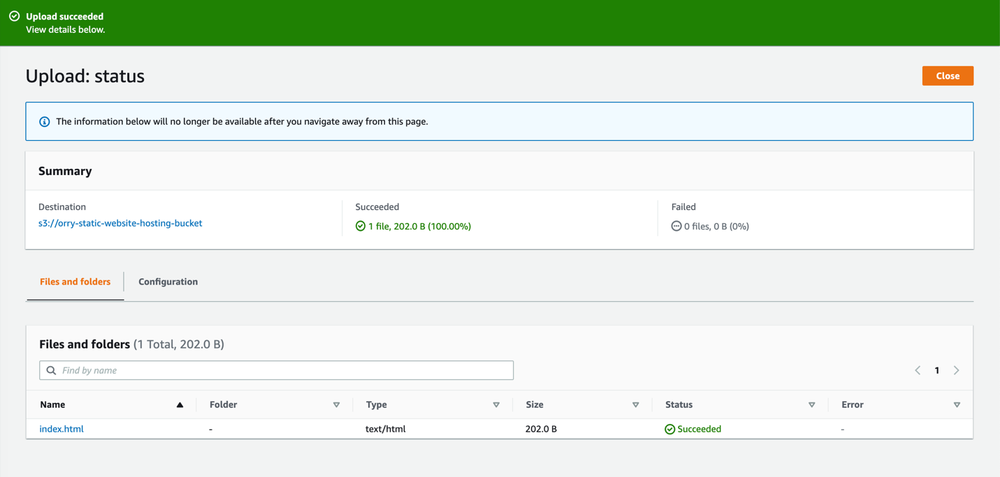 Upload succeeded
View details below.
Upload: status
Close
The information below will no longer be available after you navigate away from this page.
Summary
Destination
s3://orry-static-website-hosting-bucket
Succeeded
1 file, 202.0 B (100.00%)
Failed
0 files, 0 B (0%)
Files and folders
Configuration
Files and folders (1 Total, 202.0 B)
Find by name
1
Name Folder Type Size Status Error
index.html - text/html 202.0 B Succeeded -